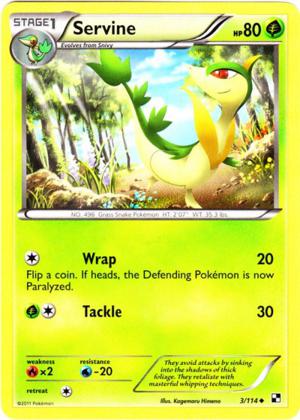 STAGE1
Servine
HP80
Evolves from Snivy
NO. 496 Grass Snake Pokémon HT: 2'07" WT: 35.3 lbs.
Wrap 20
Flip a coin. If heads, the Defending Pokémon is now
Paralyzed.
Tackle 30
weakness
×2
resistance
-20
retreat
They avoid attacks by sinking
into the shadows of thick
foliage. They retaliate with
masterful whipping techniques.
Illus. Kagemaru Himeno
3/114
©2011 Pokémon